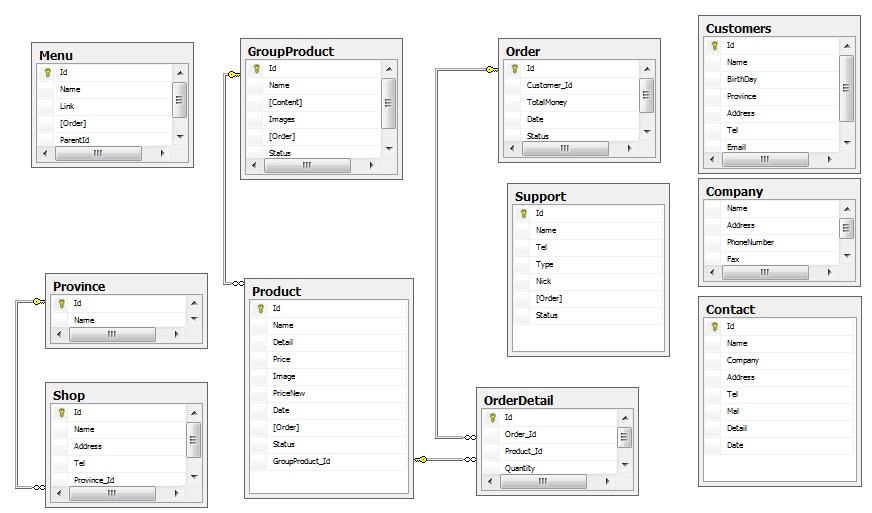 Menu
Id
Name
Link
[Order]
ParentId
GroupProduct
Id
Name
[Content]
Images
[Order]
Status
Order
Id
Customer_Id
TotalMoney
Date
Status
Customers
Id
Name
BirthDay
Province
Address
Tel
Email
Support
Id
Name
Tel
Type
Nick
[Order]
Status
Company
Name
Address
PhoneNumber
Fax
Province
Id
Name
Product
Id
Name
Detail
Price
Image
PriceNew
Date
[Order]
Status
GroupProduct_Id
Contact
Id
Name
Company
Address
Tel
Mal
Detail
Date
Shop
Id
Name
Address
Tel
Province_Id
OrderDetail
Id
Order_Id
Product_Id
Quantity